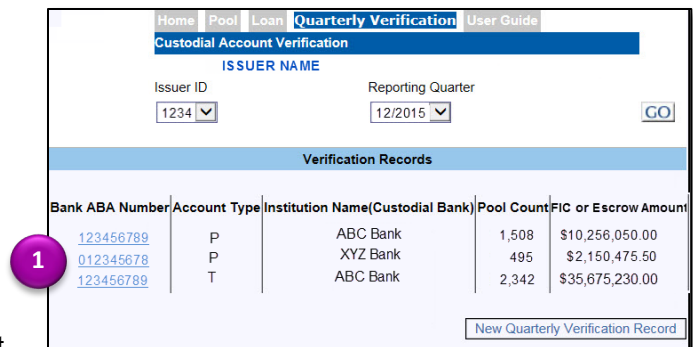 Home Pool Loan Quarterly Verification User Guide
Custodial Account Verification
ISSUER NAME
Issuer ID Reporting Quarter
1234 12/2015 GO
Verification Records
Bank ABA Number Account Type Institution Name(Custodial Bank) Pool Count FIC or Escrow Amount
123456789 P ABC Bank 1,508 $10,256,050.00
1 012345678 P XYZ Bank 495 $2,150,475.50
123456789 T ABC Bank 2,342 $35,675,230.00
New Quarterly Verification Record